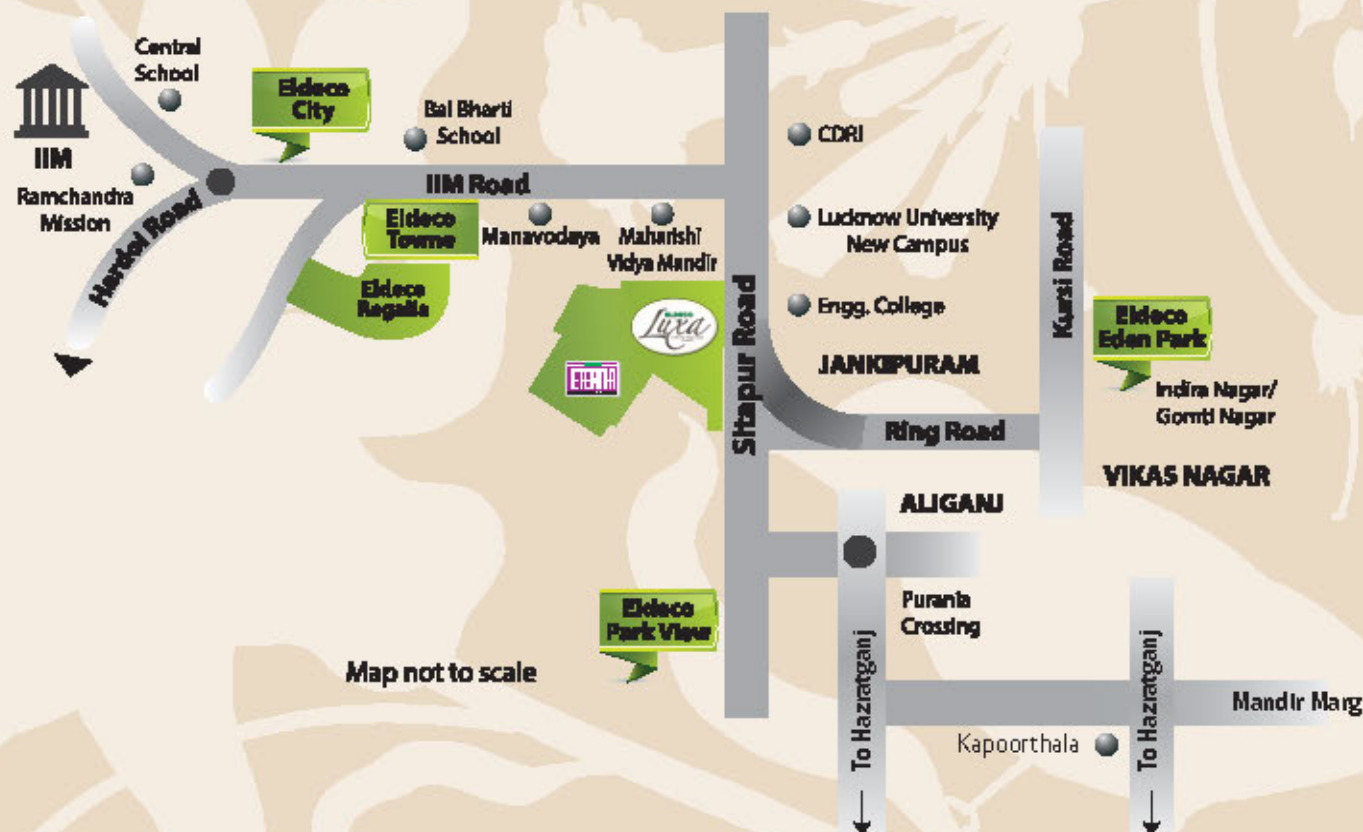 Central
School
Eldeco
City
Bal Bharti
School
IIM
Ramchandra
Mission
Hardoi Road
IIM Road
Eldeco
Towne
Manavodaya
Maharishi
Vidya Mandir
Eldeco
Regalia
ELDECO
Luxa
ETERNIA
Sitapur Road
CDRI
Lucknow University
New Campus
Engg. College
JANKIPURAM
Ring Road
Kursi Road
Eldeco
Eden Park
Indira Nagar/
Gomti Nagar
VIKAS NAGAR
ALIGANJ
Purania
Crossing
Eldeco
Park View
Map not to scale
To Hazratganj
Kapoorthala
To Hazratganj
Mandir Marg